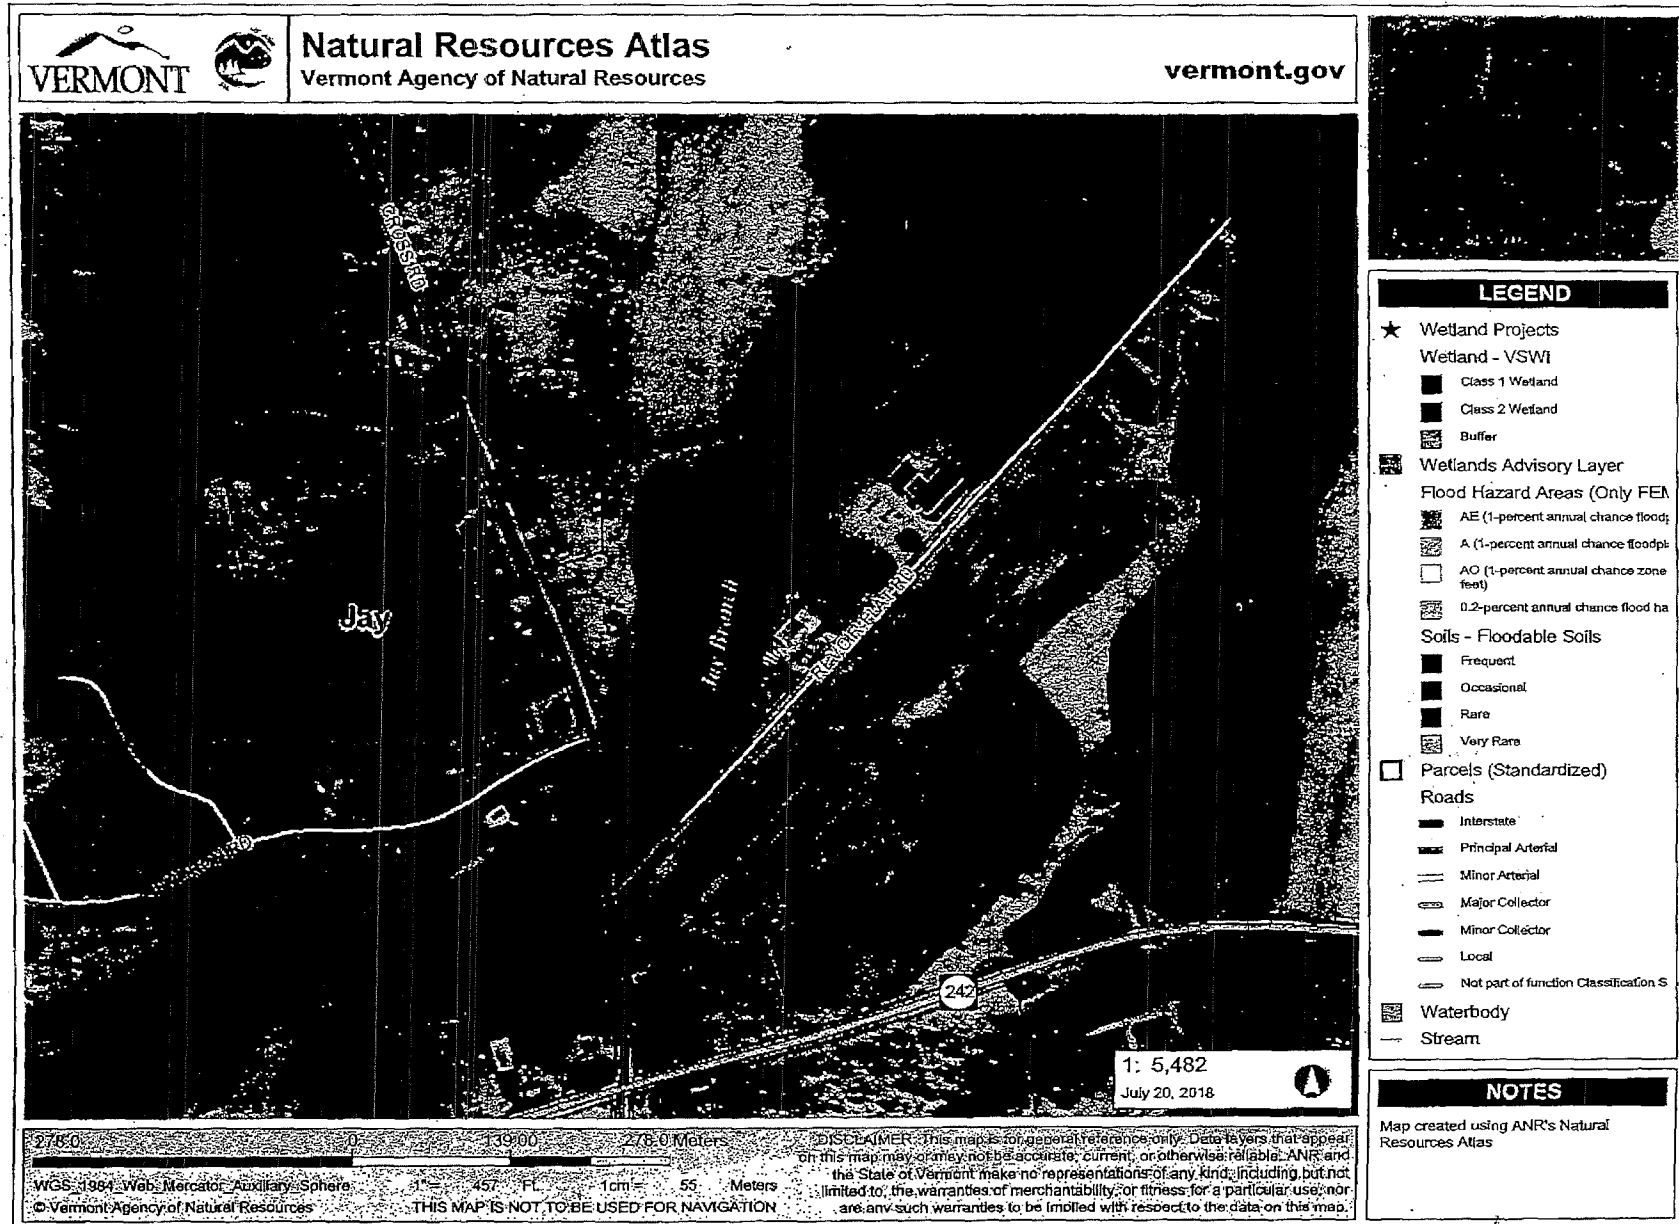 VERMONT
Natural Resources Atlas
Vermont Agency of Natural Resources
vermont.gov
CROSS RD
Jay
Jay Branch
REVOIR FLAT RD
242
1: 5,482
July 20, 2018
LEGEND
Wetland Projects
Wetland - VSWI
Class 1 Wetland
Class 2 Wetland
Buffer
Wetlands Advisory Layer
Flood Hazard Areas (Only FEM
AE (1-percent annual chance floodp
A (1-percent annual chance floodpla
AO (1-percent annual chance zone
feet)
0.2-percent annual chance flood ha
Soils - Floodable Soils
Frequent
Occasional
Rare
Very Rare
Parcels (Standardized)
Roads
Interstate
Principal Arterial
Minor Arterial
Major Collector
Minor Collector
Local
Not part of function Classification S
Waterbody
Stream
NOTES
Map created using ANR's Natural
Resources Atlas
278.0 0 139.00 278.0 Meters
WGS_1984_Web_Mercator_Auxiliary_Sphere 1" = 457 Ft. 1cm = 55 Meters
© Vermont Agency of Natural Resources THIS MAP IS NOT TO BE USED FOR NAVIGATION
DISCLAIMER: This map is for general reference only. Data layers that appear
on this map may or may not be accurate, current, or otherwise reliable. ANR and
the State of Vermont make no representations of any kind, including but not
limited to, the warranties of merchantability, or fitness for a particular use, nor
are any such warranties to be implied with respect to the data on this map.